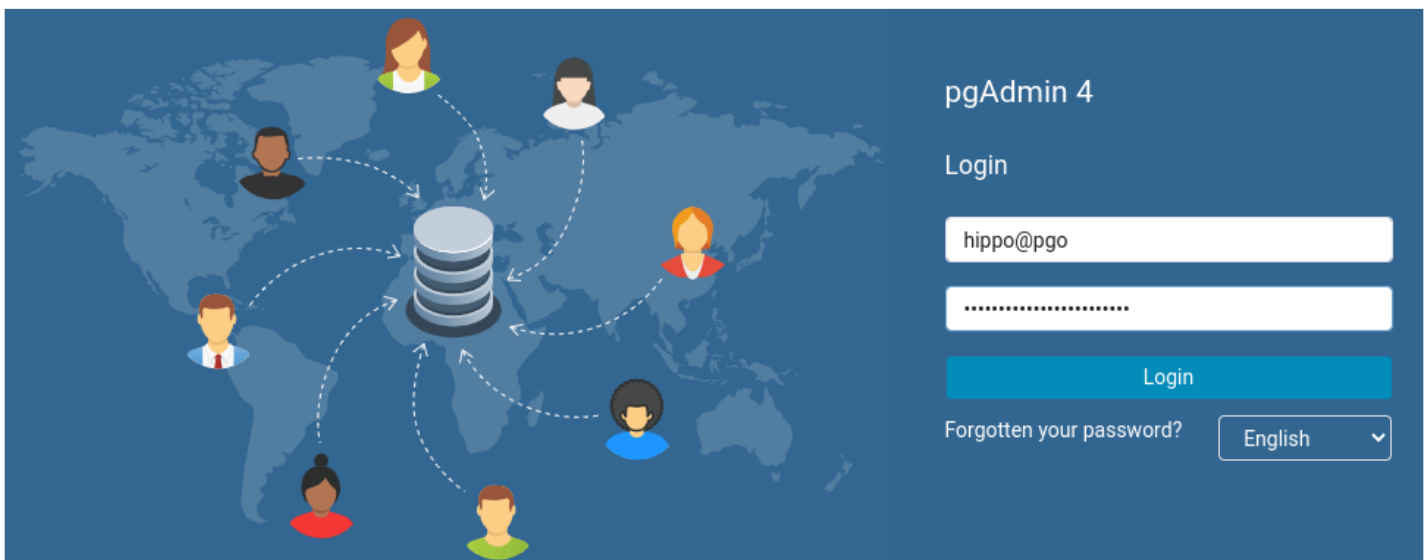 pgAdmin 4
Login
hippo@pgo
••••••••••••••••••••••••
Login
Forgotten your password?
English